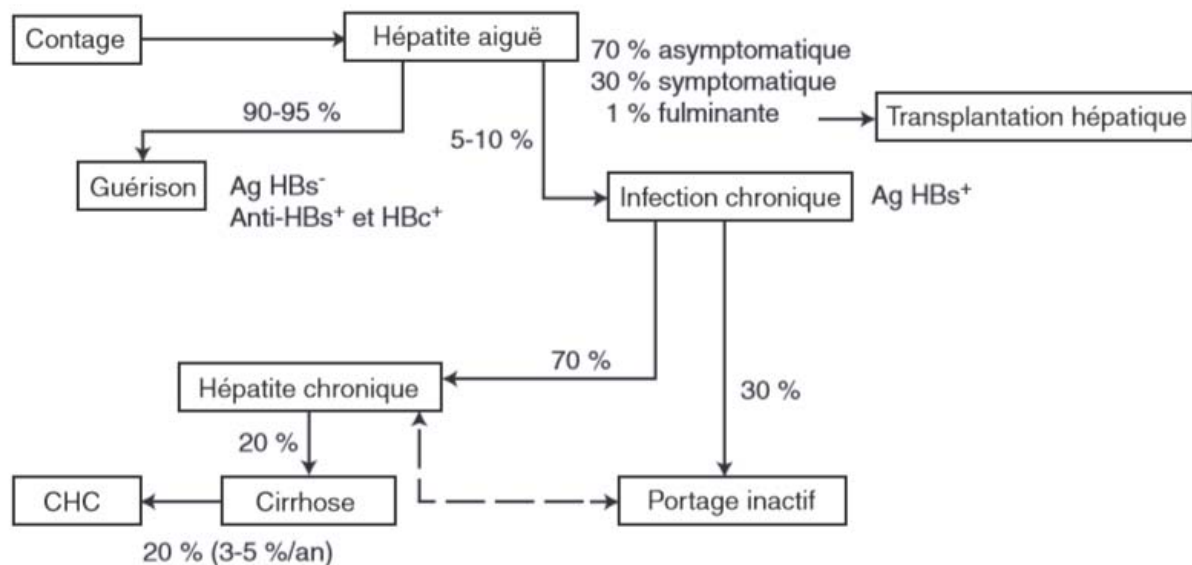 Contage
Hépatite aiguë
70 % asymptomatique
30 % symptomatique
1 % fulminante
Transplantation hépatique
90-95 %
5-10 %
Guérison
Ag HBs⁻
Anti-HBs⁺ et HBc⁺
Infection chronique
Ag HBs⁺
70 %
30 %
Hépatite chronique
20 %
CHC
Cirrhose
Portage inactif
20 % (3-5 %/an)